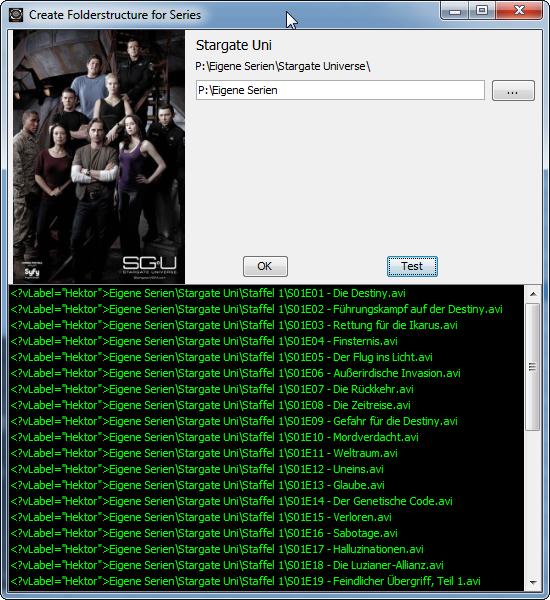 Create Folderstructure for Series
Stargate Uni
P:\Eigene Serien\Stargate Universe\
P:\Eigene Serien
...
SGU
STARGATE UNIVERSE
Syfy
OK
Test
<?vLabel="Hektor">Eigene Serien\Stargate Uni\Staffel 1\S01E01 - Die Destiny.avi
<?vLabel="Hektor">Eigene Serien\Stargate Uni\Staffel 1\S01E02 - Führungskampf auf der Destiny.avi
<?vLabel="Hektor">Eigene Serien\Stargate Uni\Staffel 1\S01E03 - Rettung für die Ikarus.avi
<?vLabel="Hektor">Eigene Serien\Stargate Uni\Staffel 1\S01E04 - Finsternis.avi
<?vLabel="Hektor">Eigene Serien\Stargate Uni\Staffel 1\S01E05 - Der Flug ins Licht.avi
<?vLabel="Hektor">Eigene Serien\Stargate Uni\Staffel 1\S01E06 - Außerirdische Invasion.avi
<?vLabel="Hektor">Eigene Serien\Stargate Uni\Staffel 1\S01E07 - Die Rückkehr.avi
<?vLabel="Hektor">Eigene Serien\Stargate Uni\Staffel 1\S01E08 - Die Zeitreise.avi
<?vLabel="Hektor">Eigene Serien\Stargate Uni\Staffel 1\S01E09 - Gefahr für die Destiny.avi
<?vLabel="Hektor">Eigene Serien\Stargate Uni\Staffel 1\S01E10 - Mordverdacht.avi
<?vLabel="Hektor">Eigene Serien\Stargate Uni\Staffel 1\S01E11 - Weltraum.avi
<?vLabel="Hektor">Eigene Serien\Stargate Uni\Staffel 1\S01E12 - Uneins.avi
<?vLabel="Hektor">Eigene Serien\Stargate Uni\Staffel 1\S01E13 - Glaube.avi
<?vLabel="Hektor">Eigene Serien\Stargate Uni\Staffel 1\S01E14 - Der Genetische Code.avi
<?vLabel="Hektor">Eigene Serien\Stargate Uni\Staffel 1\S01E15 - Verloren.avi
<?vLabel="Hektor">Eigene Serien\Stargate Uni\Staffel 1\S01E16 - Sabotage.avi
<?vLabel="Hektor">Eigene Serien\Stargate Uni\Staffel 1\S01E17 - Halluzinationen.avi
<?vLabel="Hektor">Eigene Serien\Stargate Uni\Staffel 1\S01E18 - Die Luzianer-Allianz.avi
<?vLabel="Hektor">Eigene Serien\Stargate Uni\Staffel 1\S01E19 - Feindlicher Übergriff, Teil 1.avi